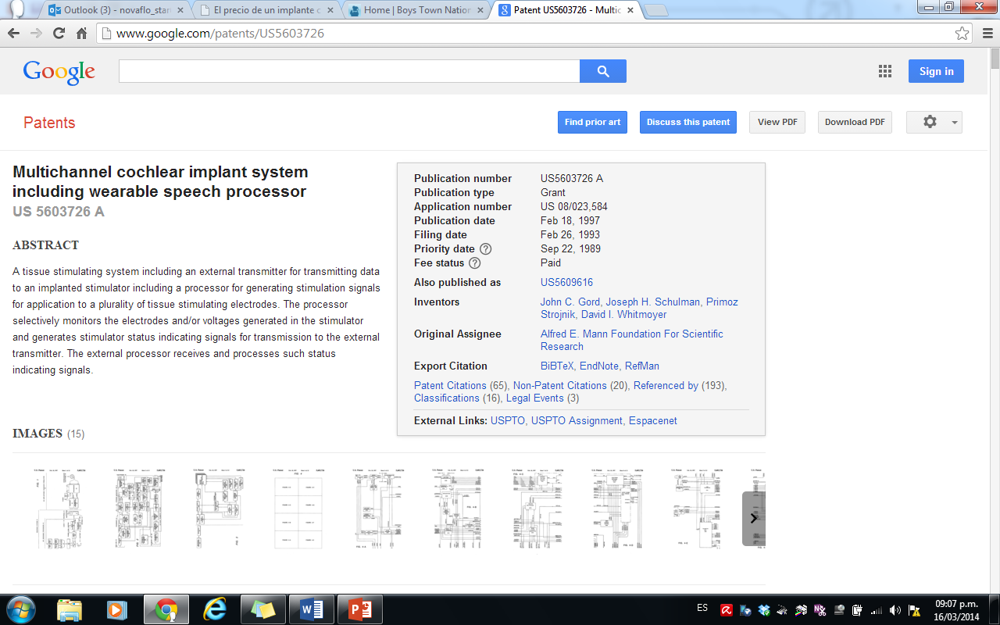 Outlook (3) - novaflo_star
El precio de un implante c
Home | Boys Town Nation
Patent US5603726 - Multic
www.google.com/patents/US5603726
Google
Sign in
Patents
Find prior art
Discuss this patent
View PDF
Download PDF
Multichannel cochlear implant system
including wearable speech processor
US 5603726 A
ABSTRACT
A tissue stimulating system including an external transmitter for transmitting data
to an implanted stimulator including a processor for generating stimulation signals
for application to a plurality of tissue stimulating electrodes. The processor
selectively monitors the electrodes and/or voltages generated in the stimulator
and generates stimulator status indicating signals for transmission to the external
transmitter. The external processor receives and processes such status
indicating signals.
Publication number US5603726 A
Publication type Grant
Application number US 08/023,584
Publication date Feb 18, 1997
Filing date Feb 26, 1993
Priority date ? Sep 22, 1989
Fee status ? Paid
Also published as US5609616
Inventors John C. Gord, Joseph H. Schulman, Primoz
Strojnik, David I. Whitmoyer
Original Assignee Alfred E. Mann Foundation For Scientific
Research
Export Citation BiBTeX, EndNote, RefMan
Patent Citations (65), Non-Patent Citations (20), Referenced by (193),
Classifications (16), Legal Events (3)
External Links: USPTO, USPTO Assignment, Espacenet
IMAGES (15)
ES
09:07 p.m.
16/03/2014